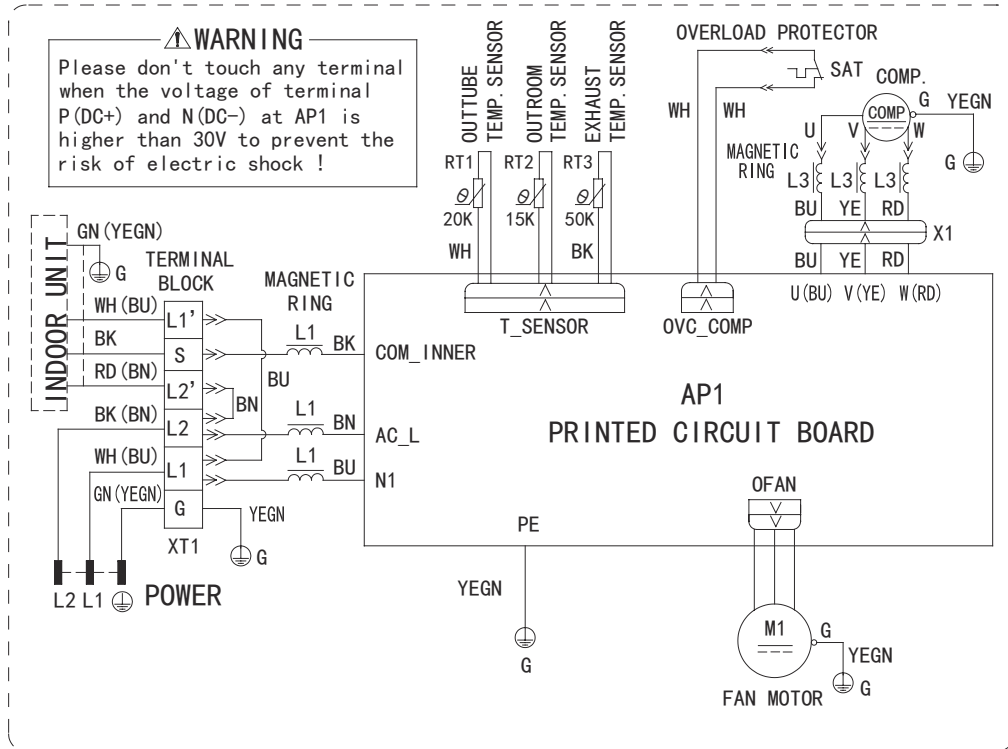 WARNING
Please don't touch any terminal
when the voltage of terminal
P(DC+) and N(DC-) at AP1 is
higher than 30V to prevent the
risk of electric shock !
OUTTUBE
TEMP. SENSOR
OUTROOM
TEMP. SENSOR
EXHAUST
TEMP. SENSOR
RT1
RT2
RT3
θ
θ
θ
20K
15K
50K
WH
BK
T_SENSOR
OVERLOAD PROTECTOR
SAT
WH
WH
OVC_COMP
COMP.
COMP
G
YEGN
G
U
V
W
MAGNETIC
RING
L3
L3
L3
BU
YE
RD
X1
BU
YE
RD
U(BU)
V(YE)
W(RD)
INDOOR UNIT
GN(YEGN)
G
TERMINAL
BLOCK
MAGNETIC
RING
WH(BU)
L1'
BK
S
L1
BK
COM_INNER
RD(BN)
L2'
BU
BN
BK(BN)
L2
L1
BN
AC_L
WH(BU)
L1
L1
BU
N1
GN(YEGN)
G
YEGN
G
XT1
L2
L1
POWER
AP1
PRINTED CIRCUIT BOARD
PE
YEGN
G
OFAN
M1
G
YEGN
G
FAN MOTOR